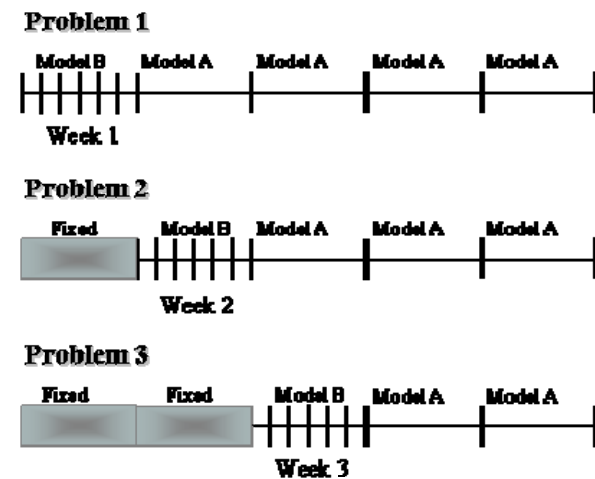 Problem 1
Model B Model A Model A Model A Model A
Week 1
Problem 2
Fixed Model B Model A Model A Model A
Week 2
Problem 3
Fixed Fixed Model B Model A Model A
Week 3